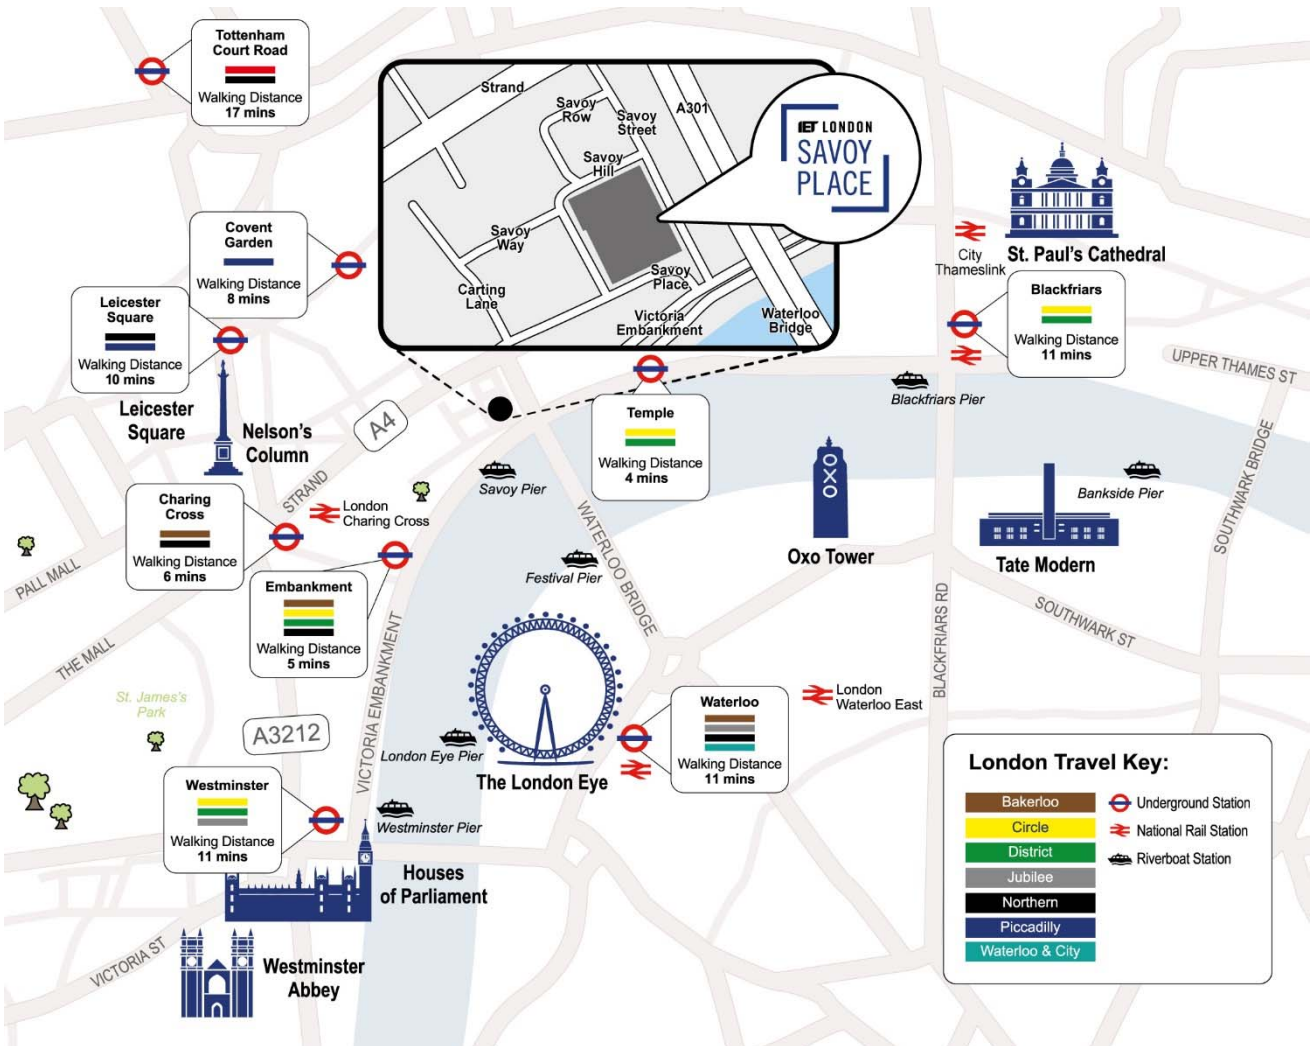 Tottenham
Court Road
Walking Distance
17 mins
Strand
Savoy
Row
Savoy
Street
A301
Savoy
Hill
Savoy
Way
Carting
Lane
Savoy
Place
Victoria
Embankment
Waterloo
Bridge
IET LONDON
SAVOY
PLACE
City
Thameslink
St. Paul's Cathedral
Covent
Garden
Walking Distance
8 mins
Leicester
Square
Walking Distance
10 mins
Leicester
Square
Nelson's
Column
A4
STRAND
Blackfriars
Walking Distance
11 mins
UPPER THAMES ST
Blackfriars Pier
Temple
Walking Distance
4 mins
Savoy Pier
OXO
Oxo Tower
Bankside Pier
SOUTHWARK BRIDGE
Tate Modern
Charing
Cross
Walking Distance
6 mins
London
Charing Cross
PALL MALL
Embankment
Walking Distance
5 mins
Festival Pier
WATERLOO BRIDGE
BLACKFRIARS RD
SOUTHWARK ST
THE MALL
St. James's
Park
A3212
VICTORIA EMBANKMENT
London Eye Pier
The London Eye
Waterloo
Walking Distance
11 mins
London
Waterloo East
Westminster
Walking Distance
11 mins
Westminster Pier
Houses
of Parliament
VICTORIA ST
Westminster
Abbey
London Travel Key:
Bakerloo
Circle
District
Jubilee
Northern
Piccadilly
Waterloo & City
Underground Station
National Rail Station
Riverboat Station